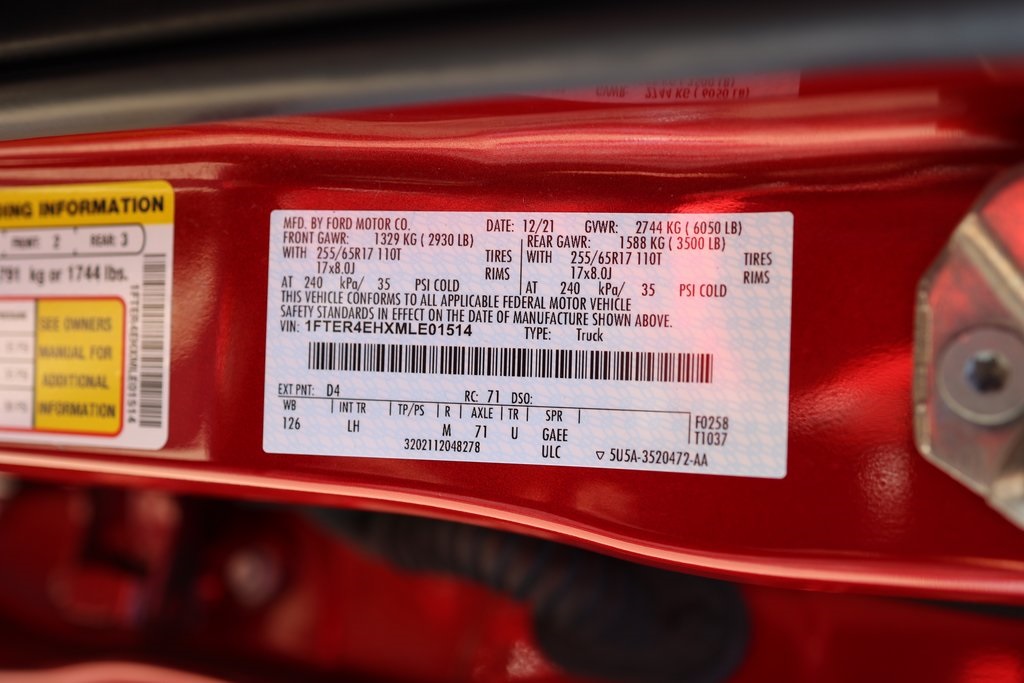 MFD. BY FORD MOTOR CO. DATE: 12/21 GVWR: 2744 KG ( 6050 LB)
FRONT GAWR: 1329 KG ( 2930 LB) REAR GAWR: 1588 KG ( 3500 LB)
WITH 255/65R17 110T TIRES WITH 255/65R17 110T TIRES
17x8.0J RIMS 17x8.0J RIMS
AT 240 kPa/ 35 PSI COLD AT 240 kPa/ 35 PSI COLD
THIS VEHICLE CONFORMS TO ALL APPLICABLE FEDERAL MOTOR VEHICLE
SAFETY STANDARDS IN EFFECT ON THE DATE OF MANUFACTURE SHOWN ABOVE.
VIN: 1FTER4EHXMLE01514 TYPE: Truck
EXT PNT: D4 RC: 71 DSO:
WB INT TR TP/PS R AXLE TR SPR F0258
126 LH M 71 U GAEE T1037
3202112048278 ULC 5U5A-3520472-AA
ING INFORMATION
FRONT: 2 REAR: 3
791 kg or 1744 lbs.
SEE OWNERS
MANUAL FOR
ADDITIONAL
INFORMATION
1FTER4EHXMLE01514
2744 KG ( 6050 LB)